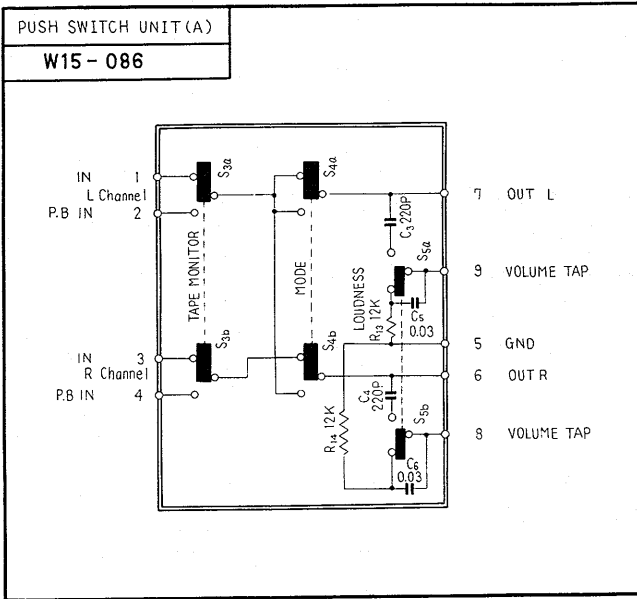 PUSH SWITCH UNIT(A)
W15-086
IN 1
L Channel
P.B IN 2
IN 3
R Channel
P.B IN 4
TAPE MONITOR
MODE
LOUDNESS
S3a
S4a
S3b
S4b
S5a
S5b
C3 220P
R13 12K
C5
0.03
C4
220P
R14 12K
C6
0.03
7 OUT L
9 VOLUME TAP
5 GND
6 OUT R
8 VOLUME TAP